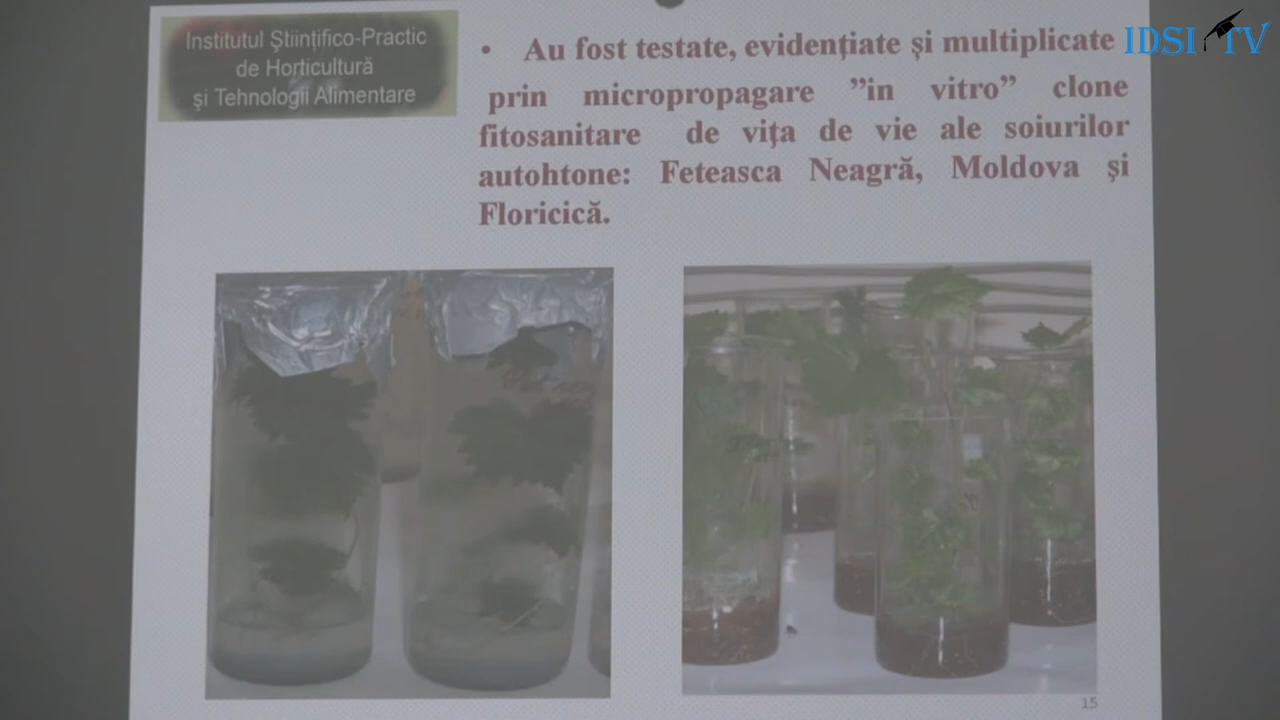 Institutul Ştiinţifico-Practic
de Horticultură
şi Tehnologii Alimentare
• Au fost testate, evidenţiate şi multiplicate
prin micropropagare ”in vitro” clone
fitosanitare de viţa de vie ale soiurilor
autohtone: Feteasca Neagră, Moldova şi
Floricică.
IDSI TV
15